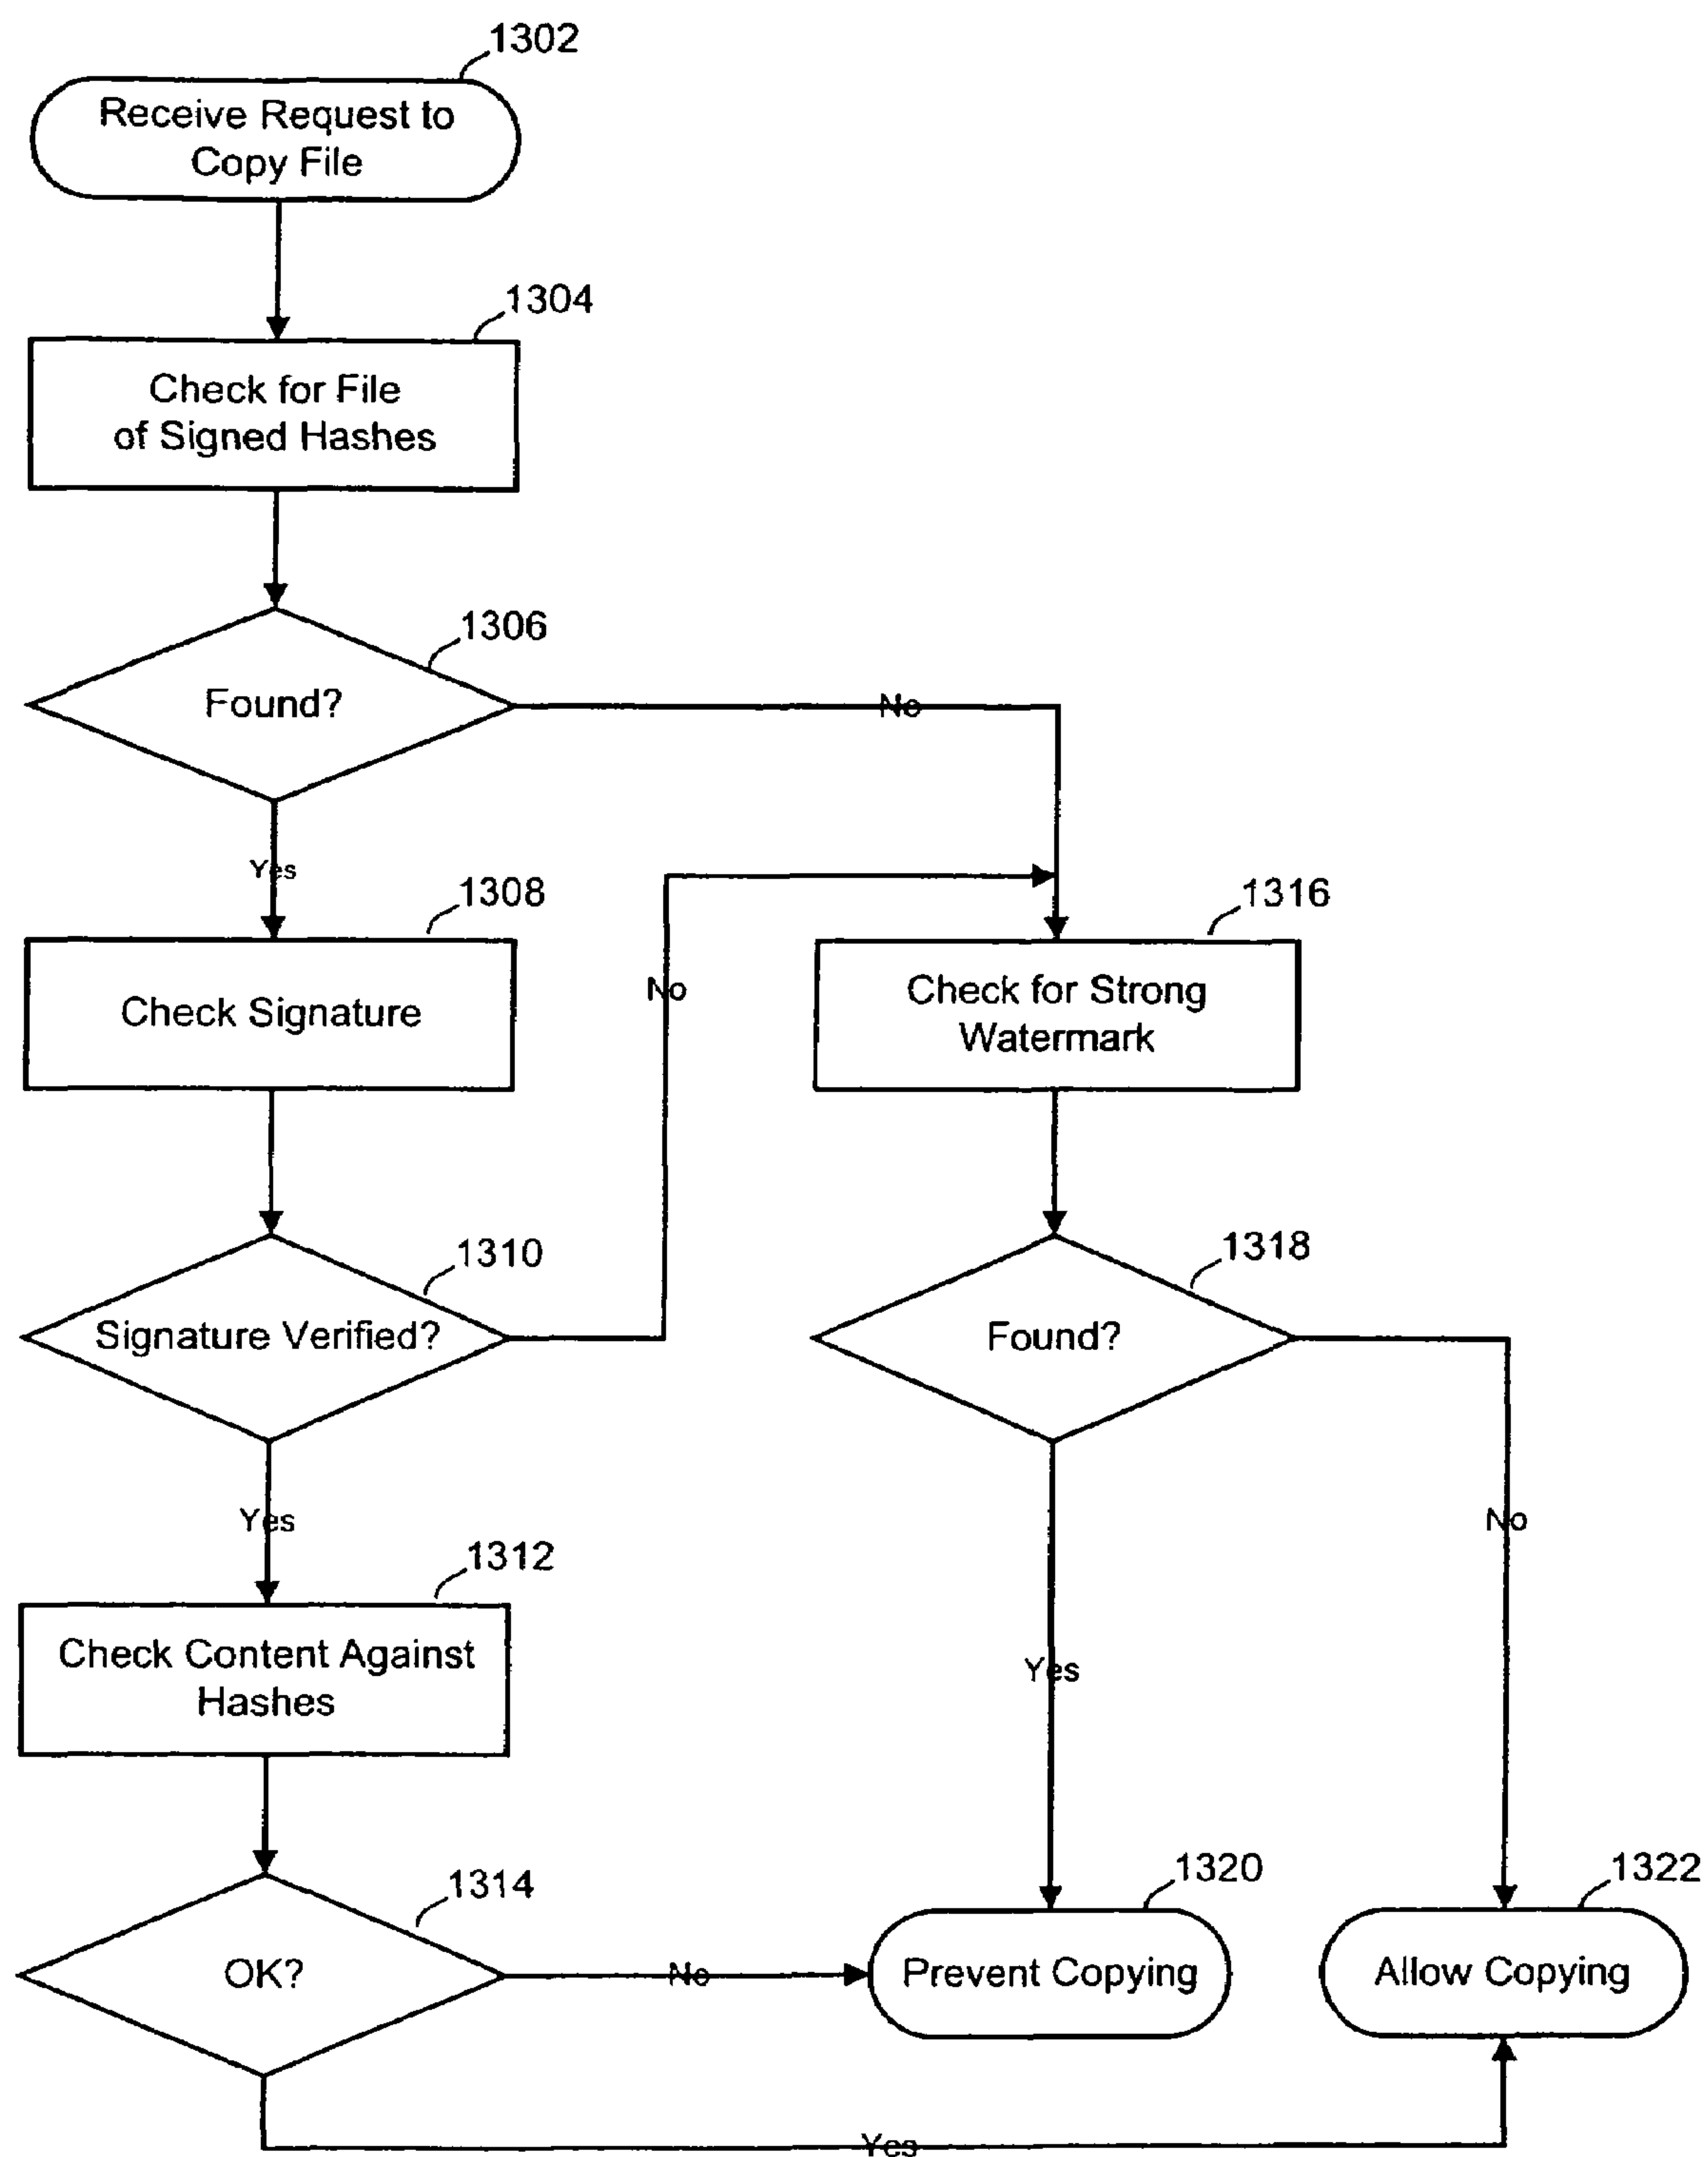 1302
Receive Request to
Copy File
1304
Check for File
of Signed Hashes
1306
Found?
No
Yes
1308
Check Signature
1316
Check for Strong
Watermark
No
1310
Signature Verified?
1318
Found?
Yes
No
1312
Check Content Against
Hashes
Yes
1314
OK?
No
1320
Prevent Copying
1322
Allow Copying
Yes